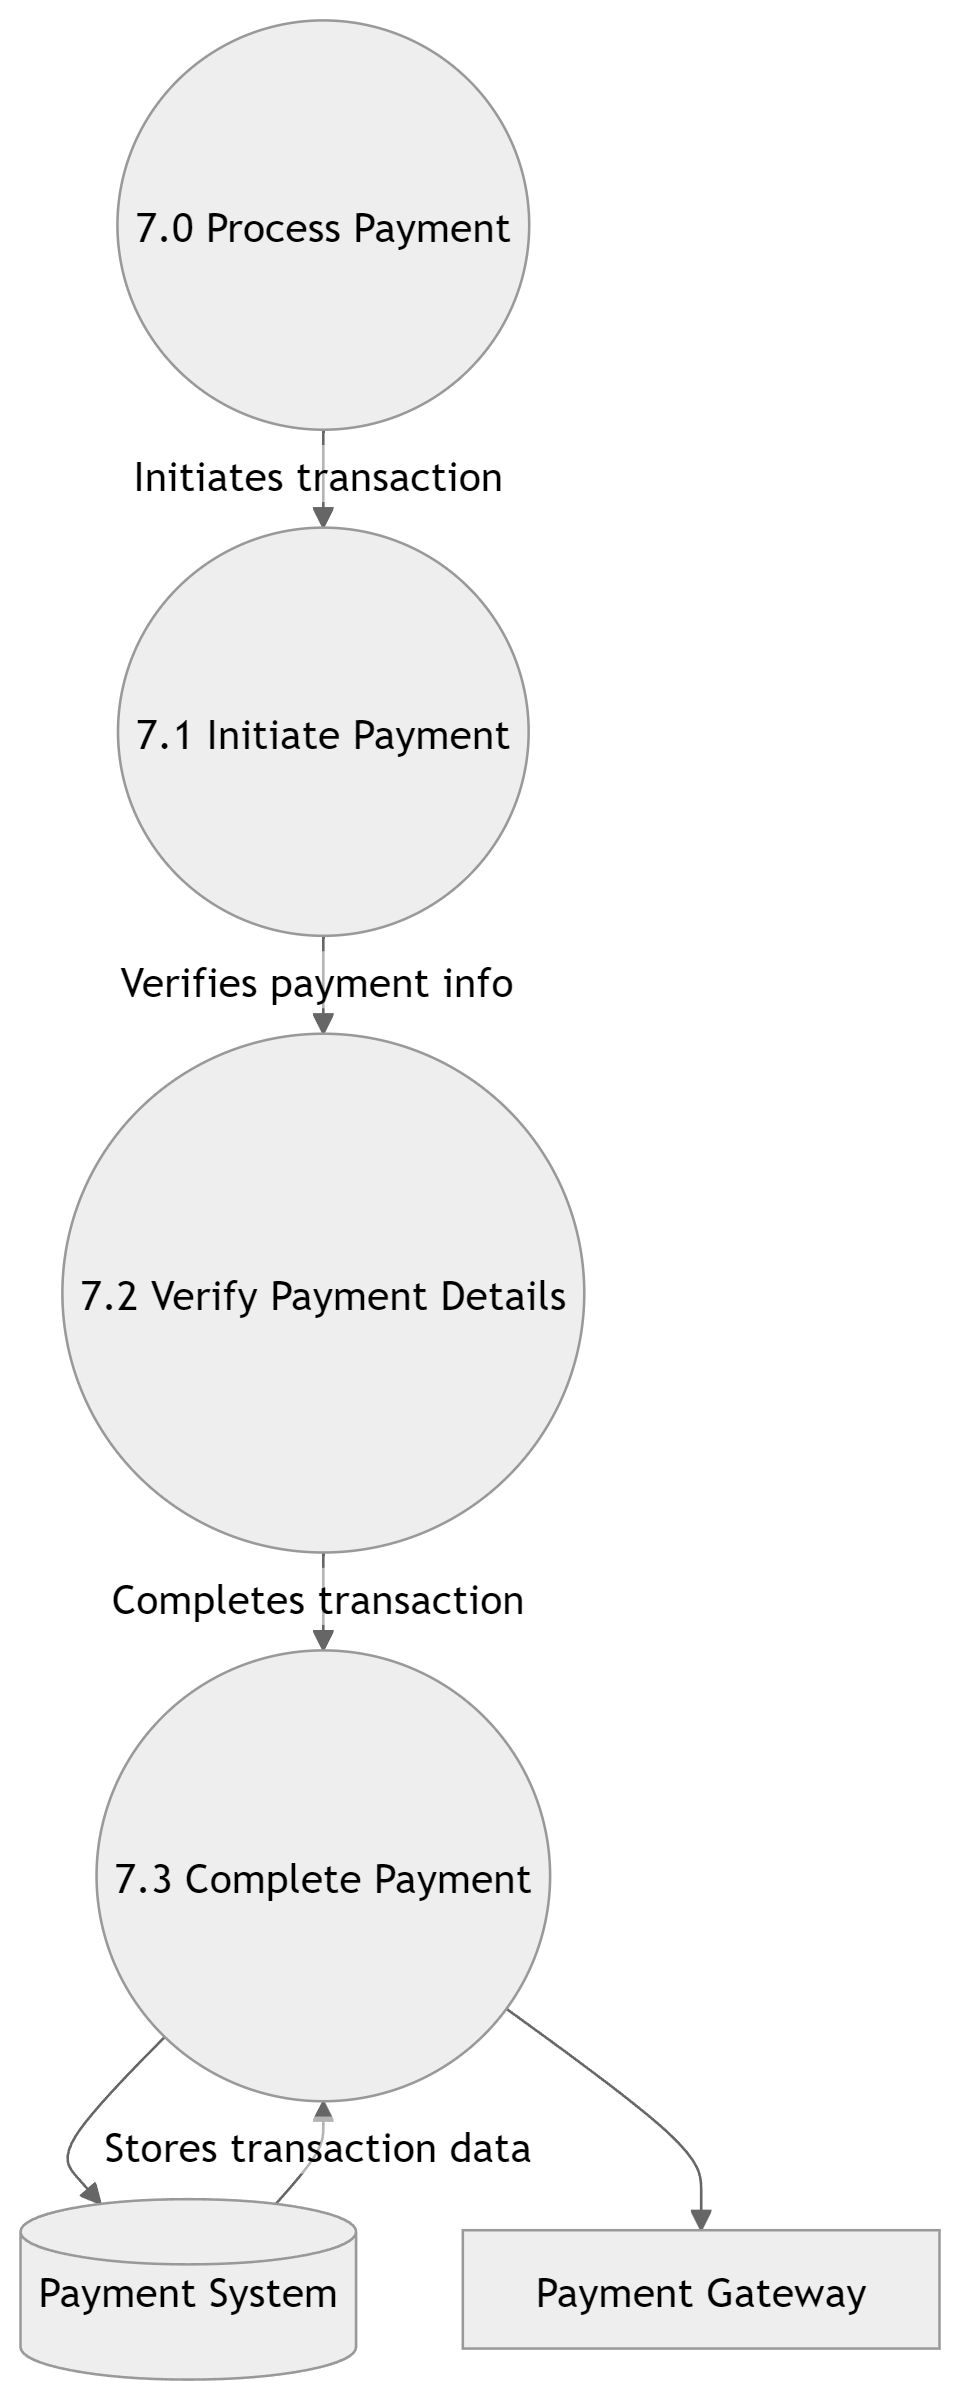 7.0 Process Payment
Initiates transaction
7.1 Initiate Payment
Verifies payment info
7.2 Verify Payment Details
Completes transaction
7.3 Complete Payment
Stores transaction data
Payment System
Payment Gateway